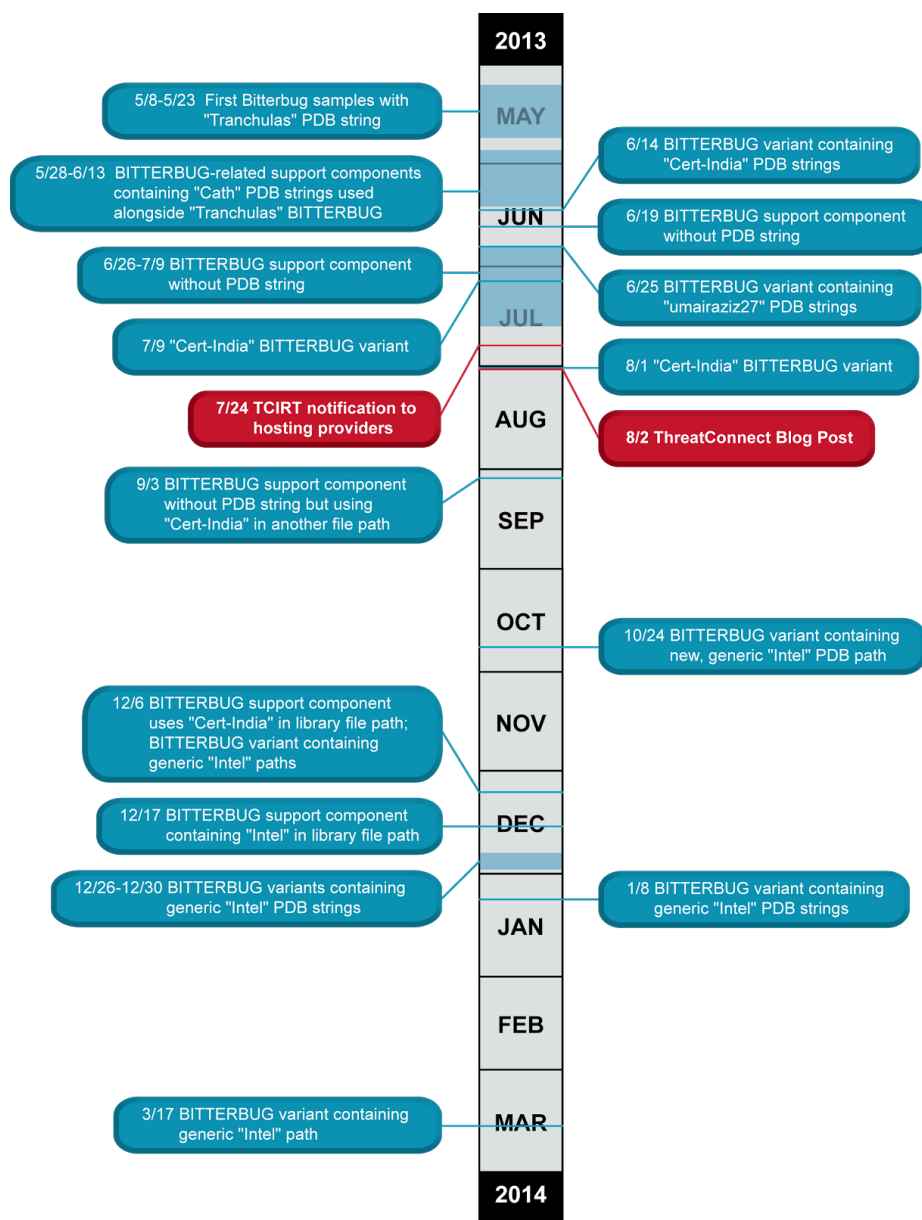 2013
MAY
5/8-5/23 First Bitterbug samples with
"Tranchulas" PDB string
6/14 BITTERBUG variant containing
"Cert-India" PDB strings
5/28-6/13 BITTERBUG-related support components
containing "Cath" PDB strings used
alongside "Tranchulas" BITTERBUG
JUN
6/19 BITTERBUG support component
without PDB string
6/26-7/9 BITTERBUG support component
without PDB string
6/25 BITTERBUG variant containing
"umairaziz27" PDB strings
JUL
7/9 "Cert-India" BITTERBUG variant
8/1 "Cert-India" BITTERBUG variant
7/24 TCIRT notification to
hosting providers
AUG
8/2 ThreatConnect Blog Post
9/3 BITTERBUG support component
without PDB string but using
"Cert-India" in another file path
SEP
OCT
10/24 BITTERBUG variant containing
new, generic "Intel" PDB path
NOV
12/6 BITTERBUG support component
uses "Cert-India" in library file path;
BITTERBUG variant containing
generic "Intel" paths
12/17 BITTERBUG support component
containing "Intel" in library file path
DEC
12/26-12/30 BITTERBUG variants containing
generic "Intel" PDB strings
1/8 BITTERBUG variant containing
generic "Intel" PDB strings
JAN
FEB
3/17 BITTERBUG variant containing
generic "Intel" path
MAR
2014